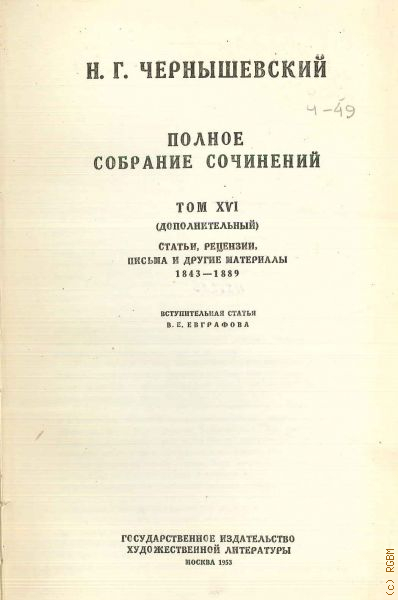 Н. Г. ЧЕРНЫШЕВСКИЙ
Ч-49
ПОЛНОЕ
СОБРАНИЕ СОЧИНЕНИЙ
ТОМ XVI
(ДОПОЛНИТЕЛЬНЫЙ)
СТАТЬИ, РЕЦЕНЗИИ,
ПИСЬМА И ДРУГИЕ МАТЕРИАЛЫ
1843—1889
ВСТУПИТЕЛЬНАЯ СТАТЬЯ
В. Е. ЕВГРАФОВА
ГОСУДАРСТВЕННОЕ ИЗДАТЕЛЬСТВО
ХУДОЖЕСТВЕННОЙ ЛИТЕРАТУРЫ
МОСКВА 1953
(c) RGBM